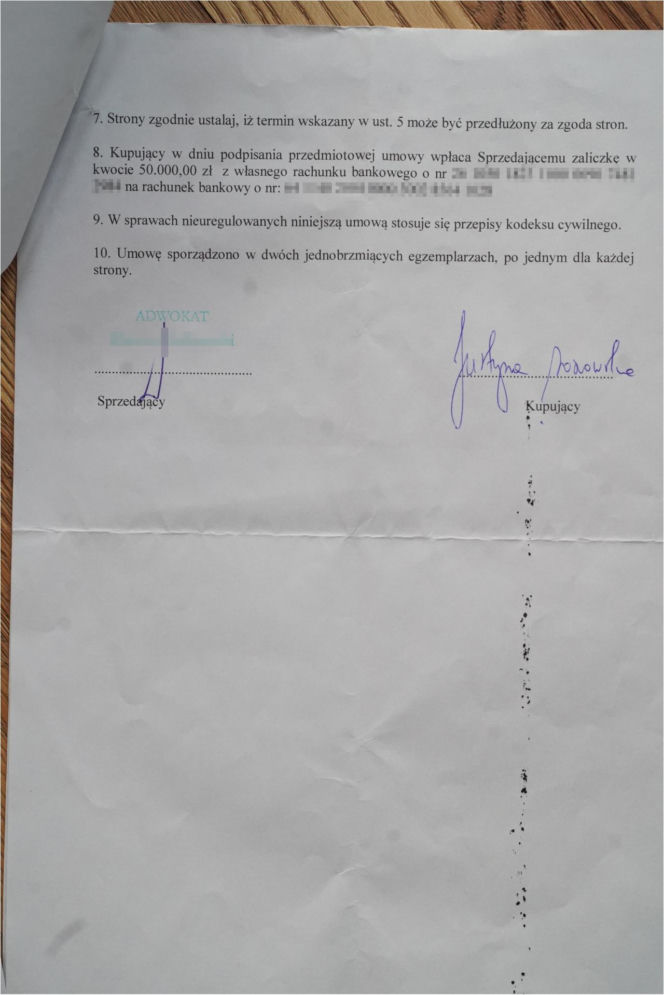 7. Strony zgodnie ustalaj, iż termin wskazany w ust. 5 może być przedłużony za zgoda stron.
8. Kupujący w dniu podpisania przedmiotowej umowy wpłaca Sprzedającemu zaliczkę w
kwocie 50.000,00 zł z własnego rachunku bankowego o nr
na rachunek bankowy o nr:
9. W sprawach nieuregulowanych niniejszą umową stosuje się przepisy kodeksu cywilnego.
10. Umowę sporządzono w dwóch jednobrzmiących egzemplarzach, po jednym dla każdej
strony.
ADWOKAT
Justyna
Sprzedający
Kupujący